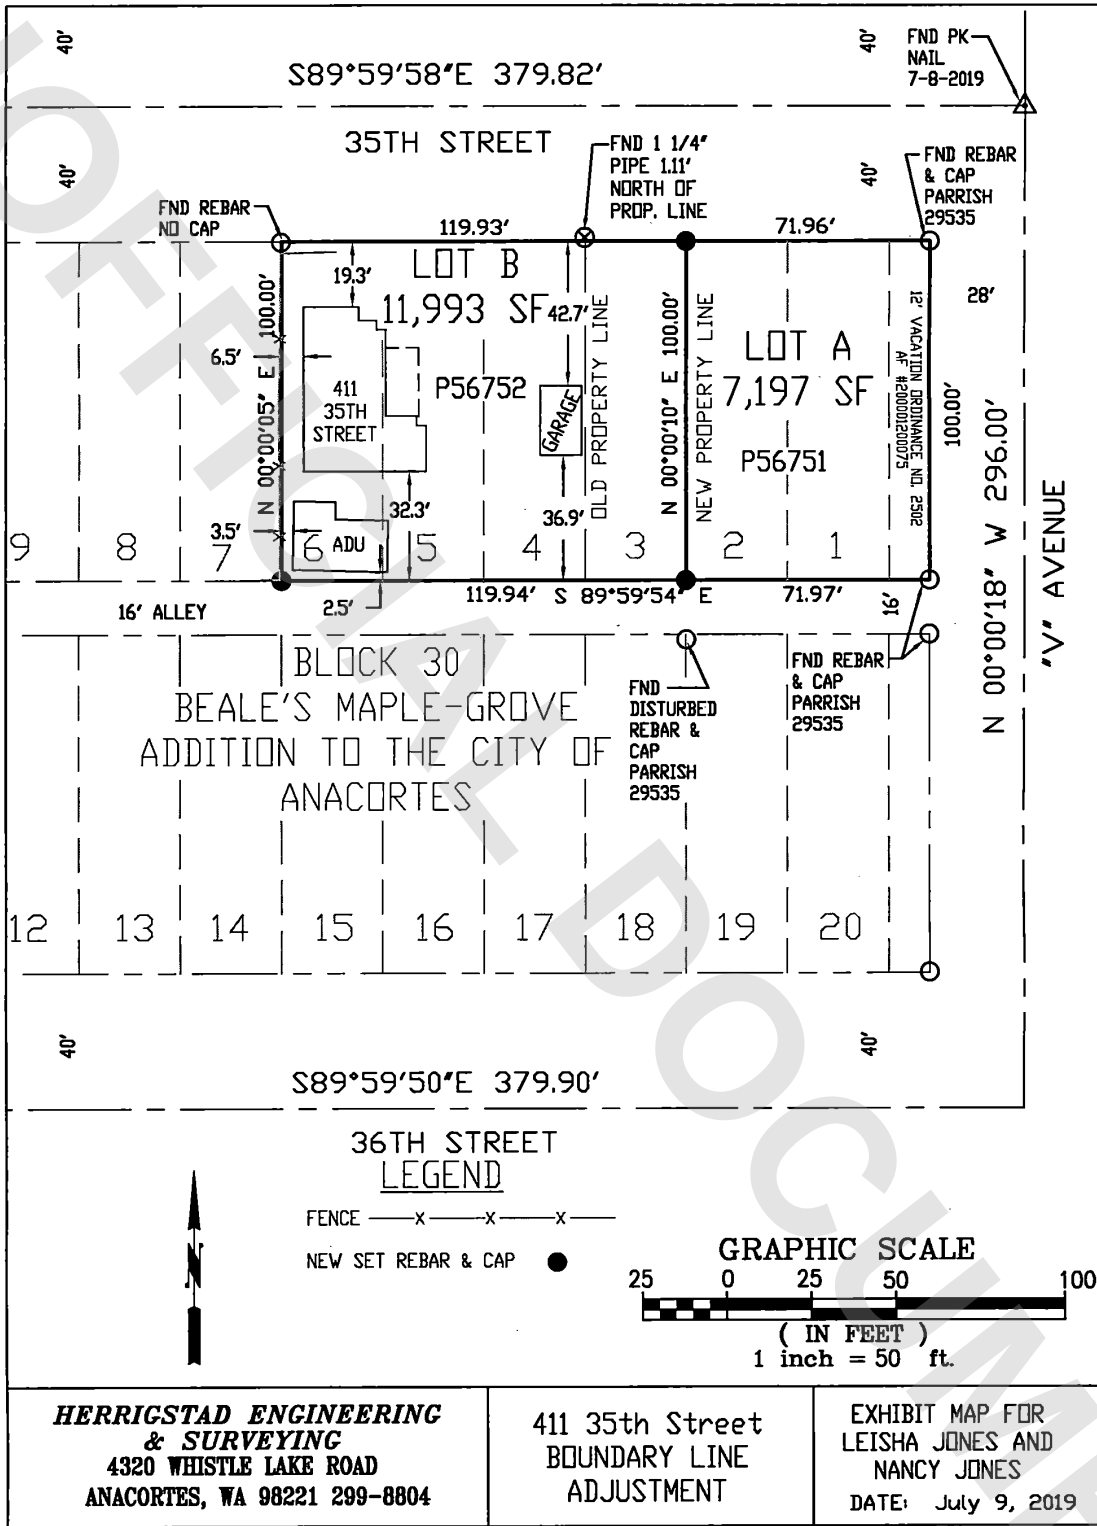 40'
40'
FND PK
NAIL
7-8-2019
S89°59'58"E 379.82'
35TH STREET
40'
40'
FND 1 1/4"
PIPE 1.11'
NORTH OF
PROP. LINE
FND REBAR
& CAP
PARRISH
29535
FND REBAR
NO CAP
119.93'
71.96'
19.3'
LOT B
11,993 SF
42.7'
28'
6.5'
N 00°00'05" E 100.00'
411
35TH
STREET
P56752
GARAGE
OLD PROPERTY LINE
N 00°00'10" E 100.00'
NEW PROPERTY LINE
LOT A
7,197 SF
P56751
12' VACATION ORDINANCE NO. 2502
AF #200001200075
100.00'
N 00°00'18" W 296.00'
"V" AVENUE
3.5'
ADU
32.3'
36.9'
9
8
7
6
5
4
3
2
1
16' ALLEY
2.5'
119.94'
S 89°59'54" E
71.97'
16'
BLOCK 30
BEALE'S MAPLE-GROVE
ADDITION TO THE CITY OF
ANACORTES
FND
DISTURBED
REBAR &
CAP
PARRISH
29535
FND REBAR
& CAP
PARRISH
29535
12
13
14
15
16
17
18
19
20
40'
40'
S89°59'50"E 379.90'
36TH STREET
LEGEND
FENCE x x x
NEW SET REBAR & CAP
N
GRAPHIC SCALE
25 0 25 50 100
( IN FEET )
1 inch = 50 ft.
HERRIGSTAD ENGINEERING
& SURVEYING
4320 WHISTLE LAKE ROAD
ANACORTES, WA 98221 299-8804
411 35th Street
BOUNDARY LINE
ADJUSTMENT
EXHIBIT MAP FOR
LEISHA JONES AND
NANCY JONES
DATE: July 9, 2019